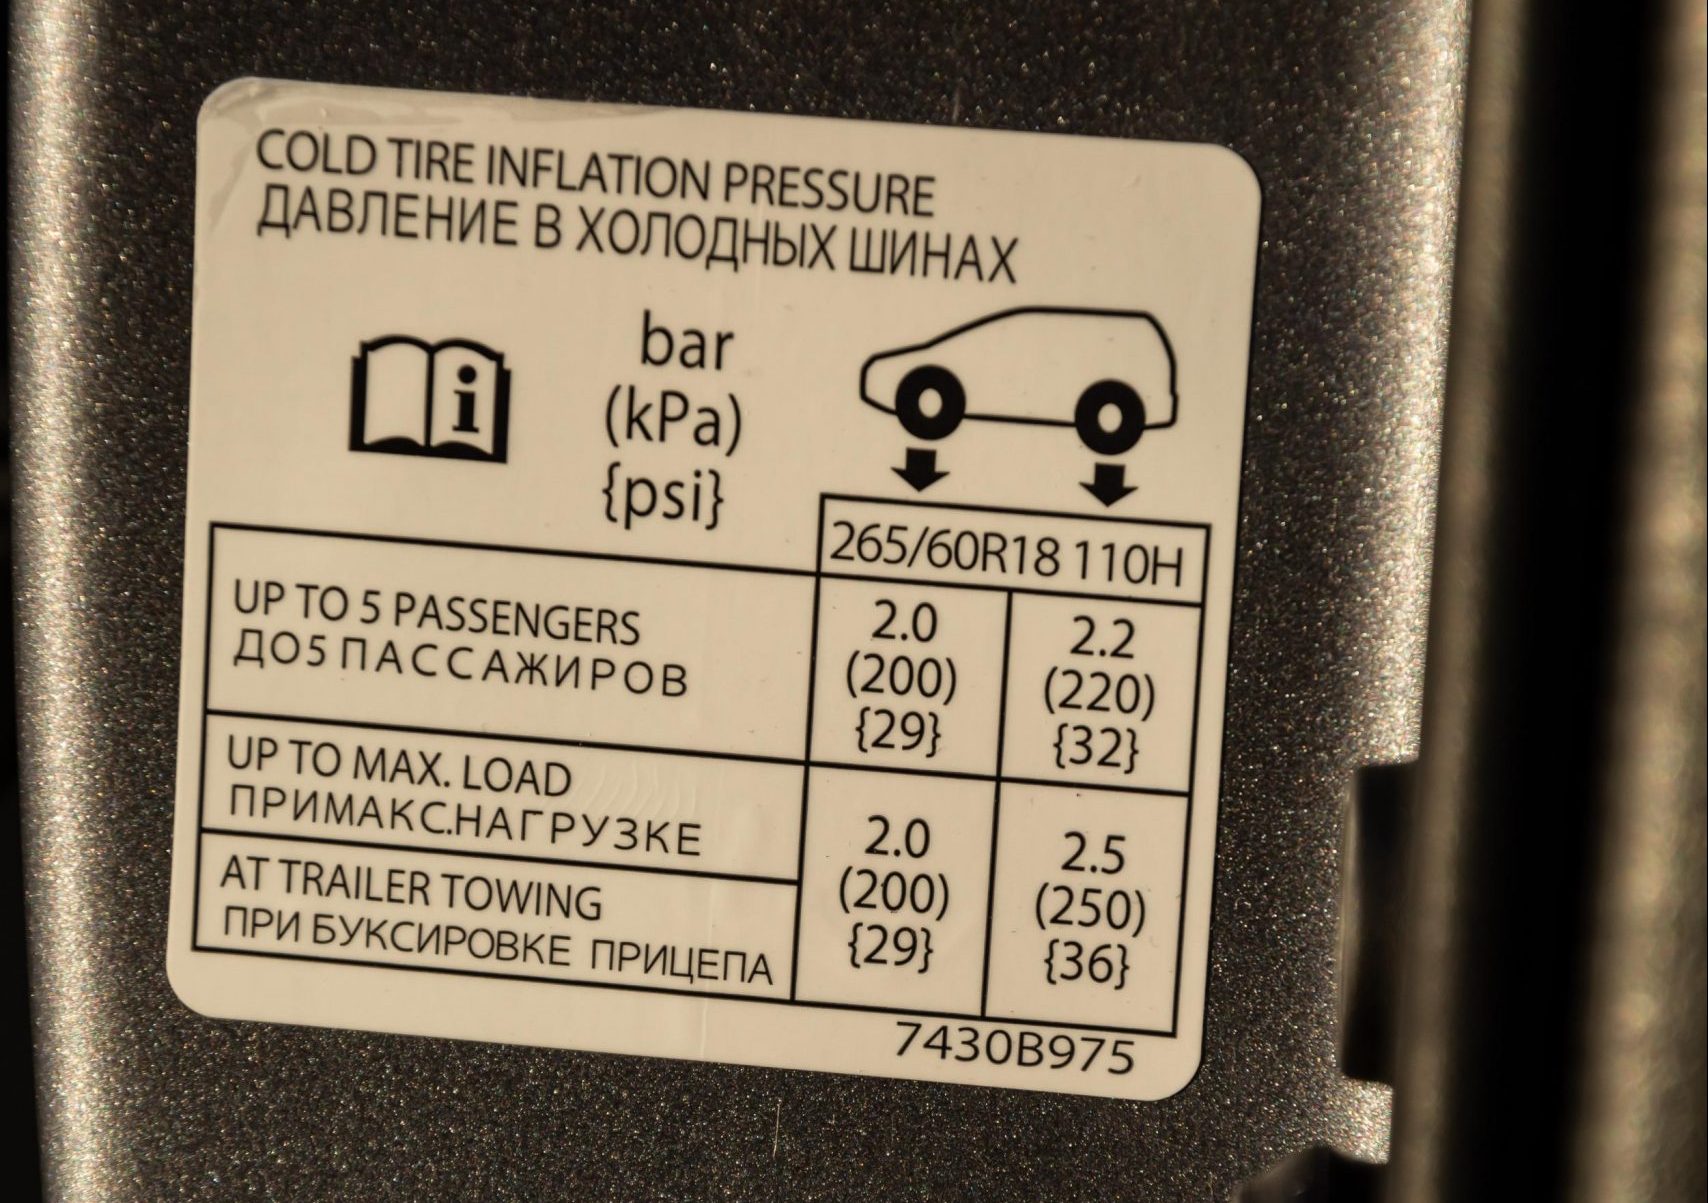 COLD TIRE INFLATION PRESSURE
ДАВЛЕНИЕ В ХОЛОДНЫХ ШИНАХ
bar
(kPa)
{psi}
265/60R18 110H
UP TO 5 PASSENGERS
ДО5 ПАССАЖИРОВ
2.0
(200)
{29}
2.2
(220)
{32}
UP TO MAX. LOAD
ПРИМАКС.НАГРУЗКЕ
AT TRAILER TOWING
ПРИ БУКСИРОВКЕ ПРИЦЕПА
2.0
(200)
{29}
2.5
(250)
{36}
7430B975